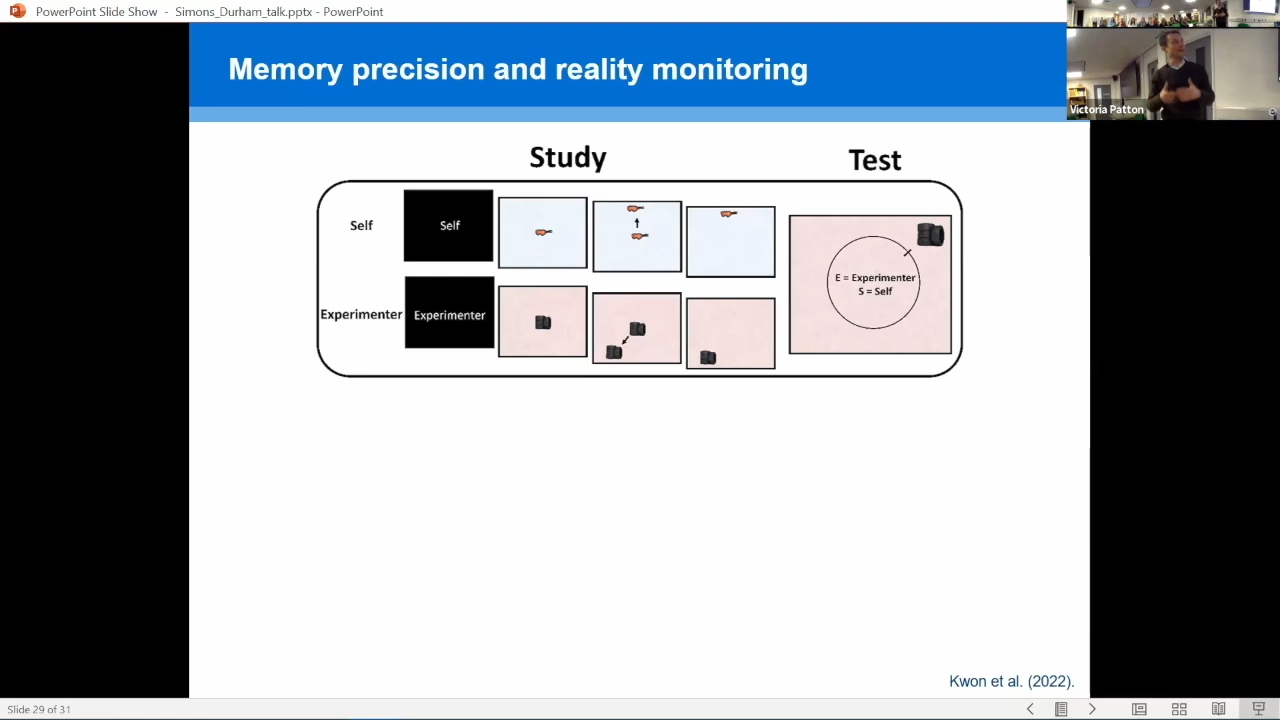 PowerPoint Slide Show - Simons_Durham_talk.pptx - PowerPoint
Memory precision and reality monitoring
Victoria Patton
Study
Test
Self
Self
E = Experimenter
S = Self
Experimenter
Experimenter
Kwon et al. (2022).
Slide 29 of 31